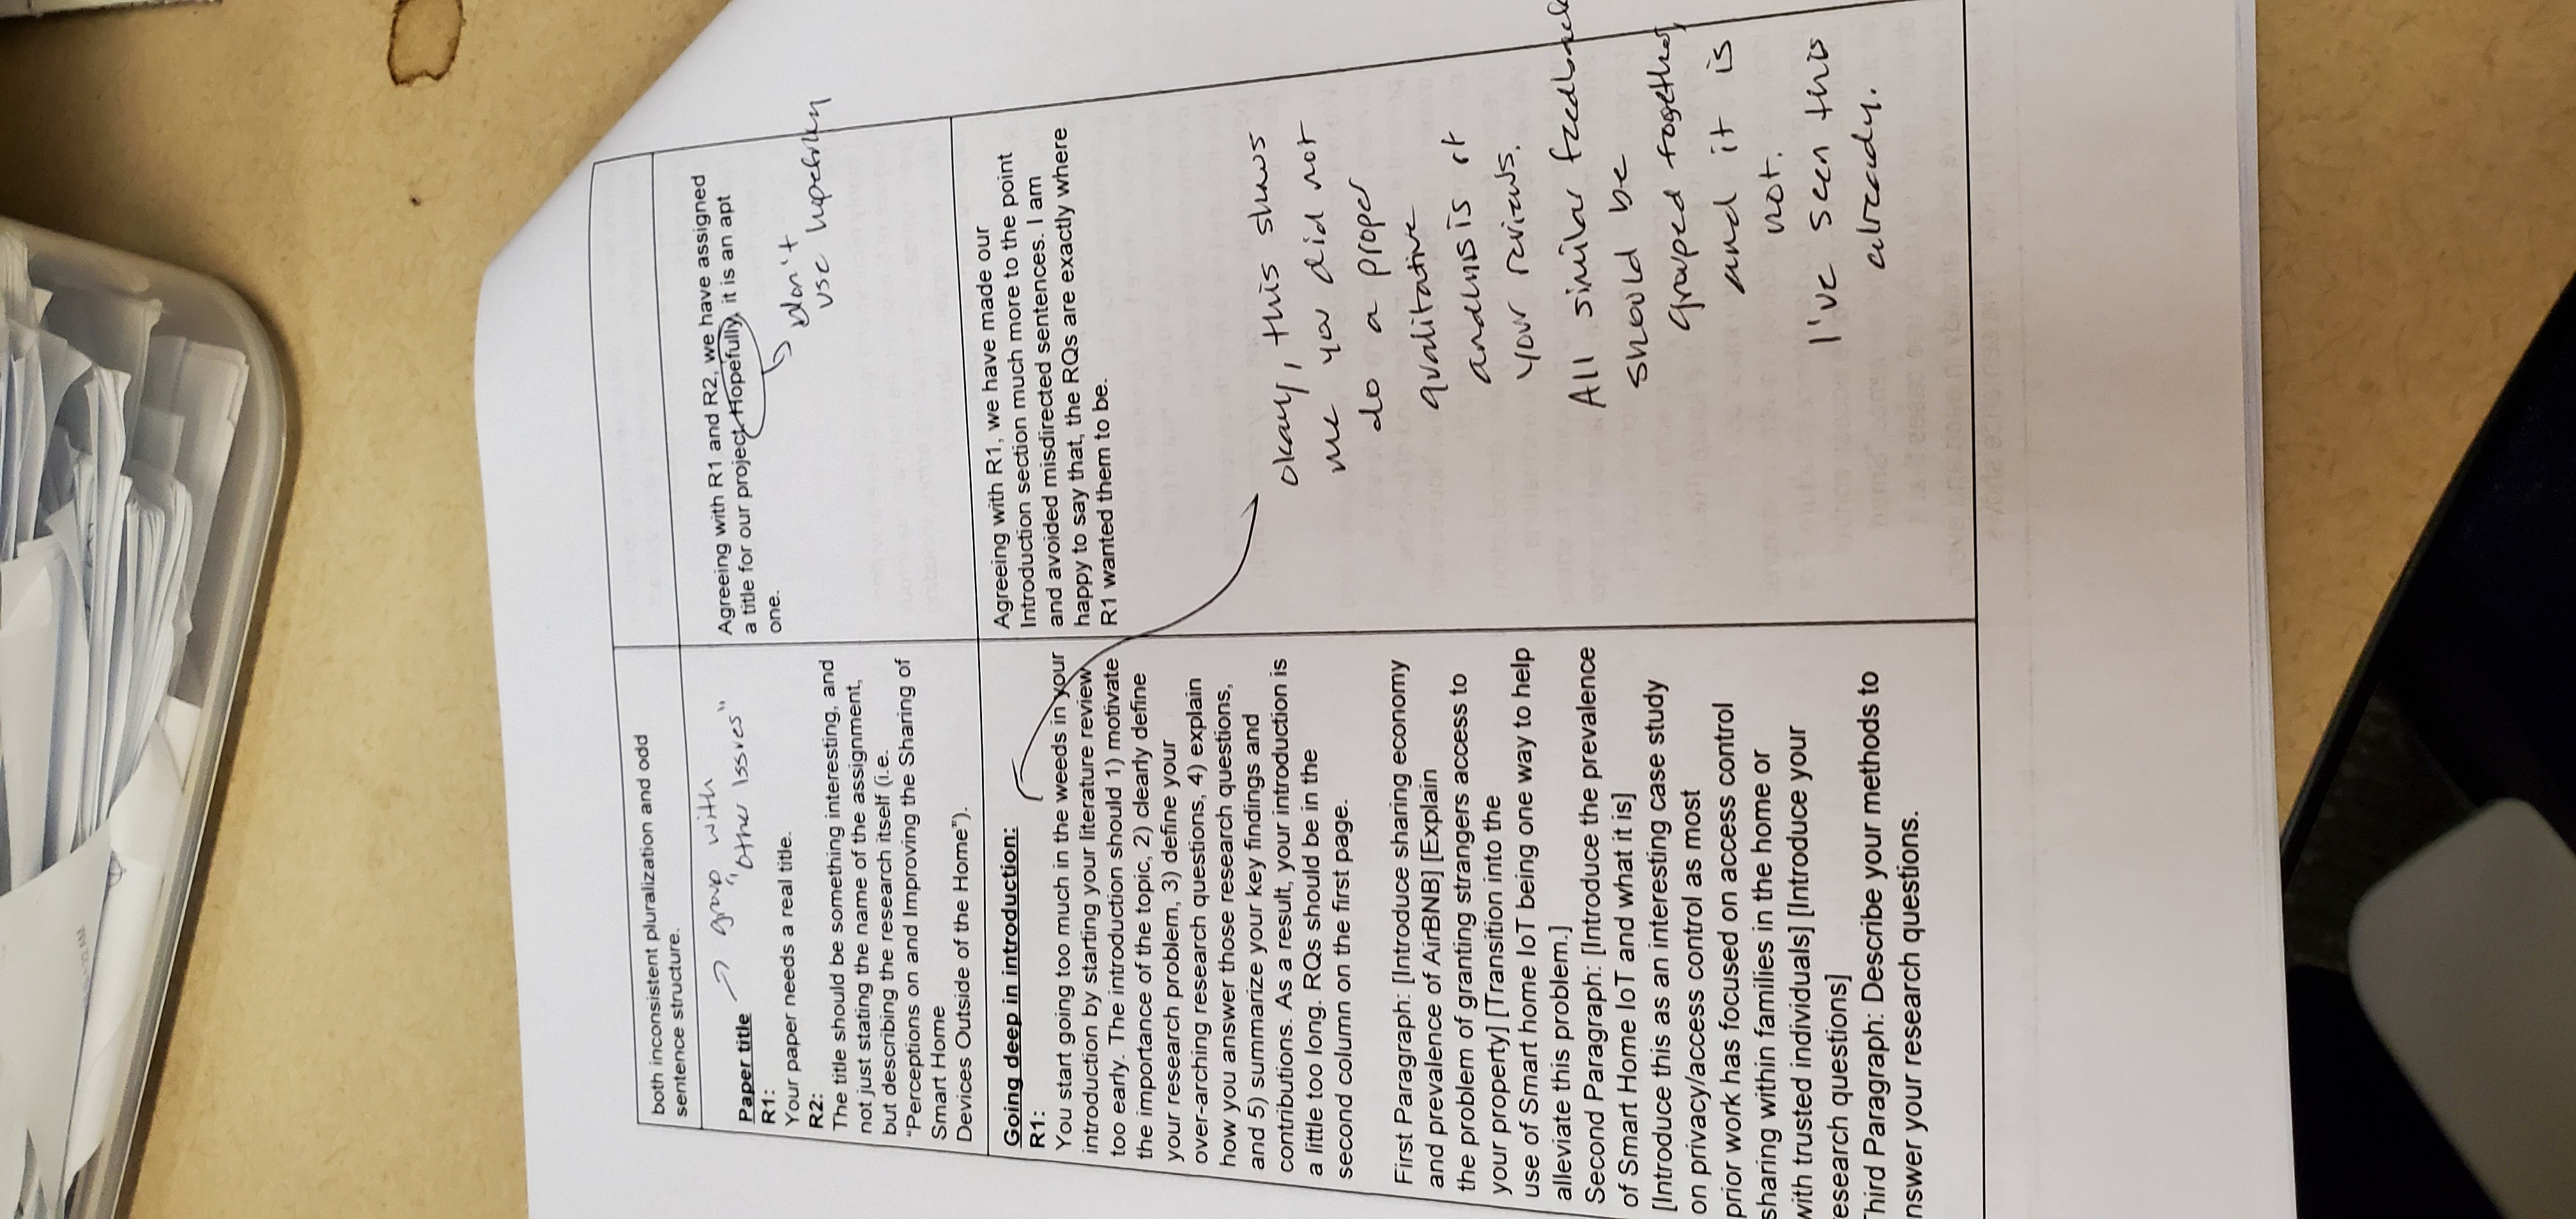 both inconsistent pluralization and odd
sentence structure.
Paper title
group with
"Other Issues"
R1:
Your paper needs a real title.
R2:
The title should be something interesting, and
not just stating the name of the assignment,
but describing the research itself (i.e.
“Perceptions on and Improving the Sharing of
Smart Home
Devices Outside of the Home”).
Agreeing with R1 and R2, we have assigned
a title for our project. Hopefully, it is an apt
one.
Don't
use hopefully
Going deep in introduction:
R1:
You start going too much in the weeds in your
introduction by starting your literature review
too early. The introduction should 1) motivate
the importance of the topic, 2) clearly define
your research problem, 3) define your
over-arching research questions, 4) explain
how you answer those research questions,
and 5) summarize your key findings and
contributions. As a result, your introduction is
a little too long. RQs should be in the
second column on the first page.
First Paragraph: [Introduce sharing economy
and prevalence of AirBNB] [Explain
the problem of granting strangers access to
your property] [Transition into the
use of Smart home IoT being one way to help
alleviate this problem.]
Second Paragraph: [Introduce the prevalence
of Smart Home IoT and what it is]
[Introduce this as an interesting case study
on privacy/access control as most
prior work has focused on access control
sharing within families in the home or
with trusted individuals] [Introduce your
esearch questions]
Third Paragraph: Describe your methods to
nswer your research questions.
Agreeing with R1, we have made our
Introduction section much more to the point
and avoided misdirected sentences. I am
happy to say that, the RQs are exactly where
R1 wanted them to be.
okay, this shows
me you did not
do a proper
qualitative
analysis of
your reviews.
All similar feedback
should be
grouped together,
and it is
not.
I've seen this
already.